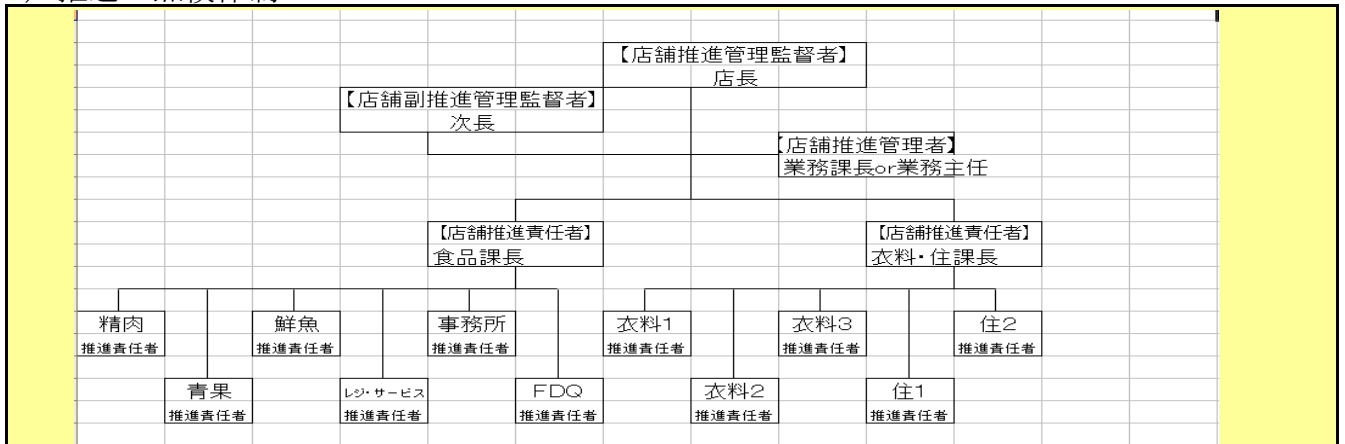 【店舗推進管理監督者】
店長
【店舗副推進管理監督者】
次長
【店舗推進管理者】
業務課長or業務主任
【店舗推進責任者】
食品課長
【店舗推進責任者】
衣料・住課長
精肉
推進責任者
鮮魚
推進責任者
事務所
推進責任者
衣料1
推進責任者
衣料3
推進責任者
住2
推進責任者
青果
推進責任者
レジ・サービス
推進責任者
FDQ
推進責任者
衣料2
推進責任者
住1
推進責任者